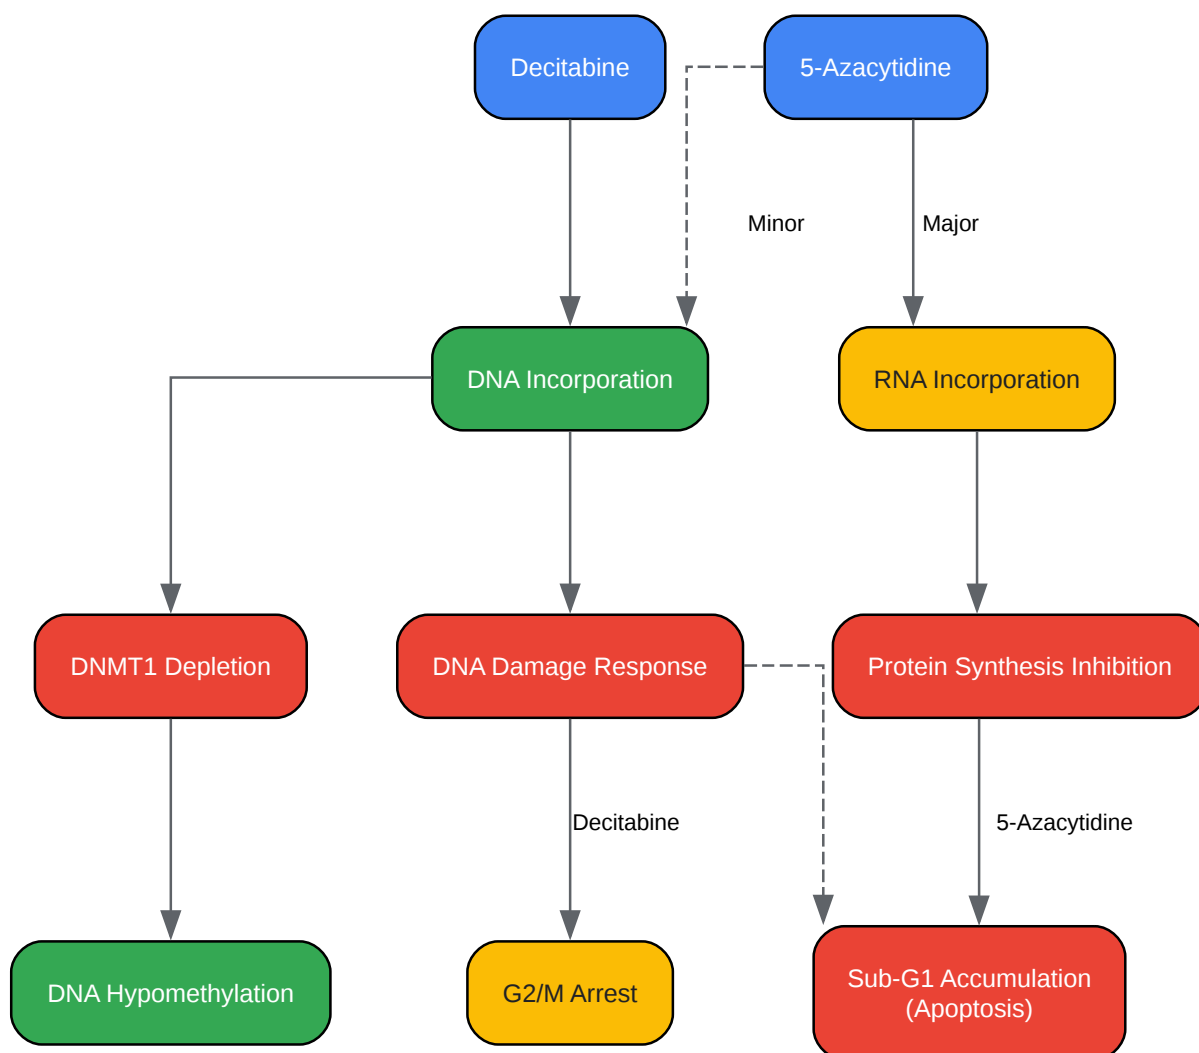 Decitabine
5-Azacytidine
Minor
Major
DNA Incorporation
RNA Incorporation
DNMT1 Depletion
DNA Damage Response
Protein Synthesis Inhibition
Decitabine
5-Azacytidine
DNA Hypomethylation
G2/M Arrest
Sub-G1 Accumulation
(Apoptosis)